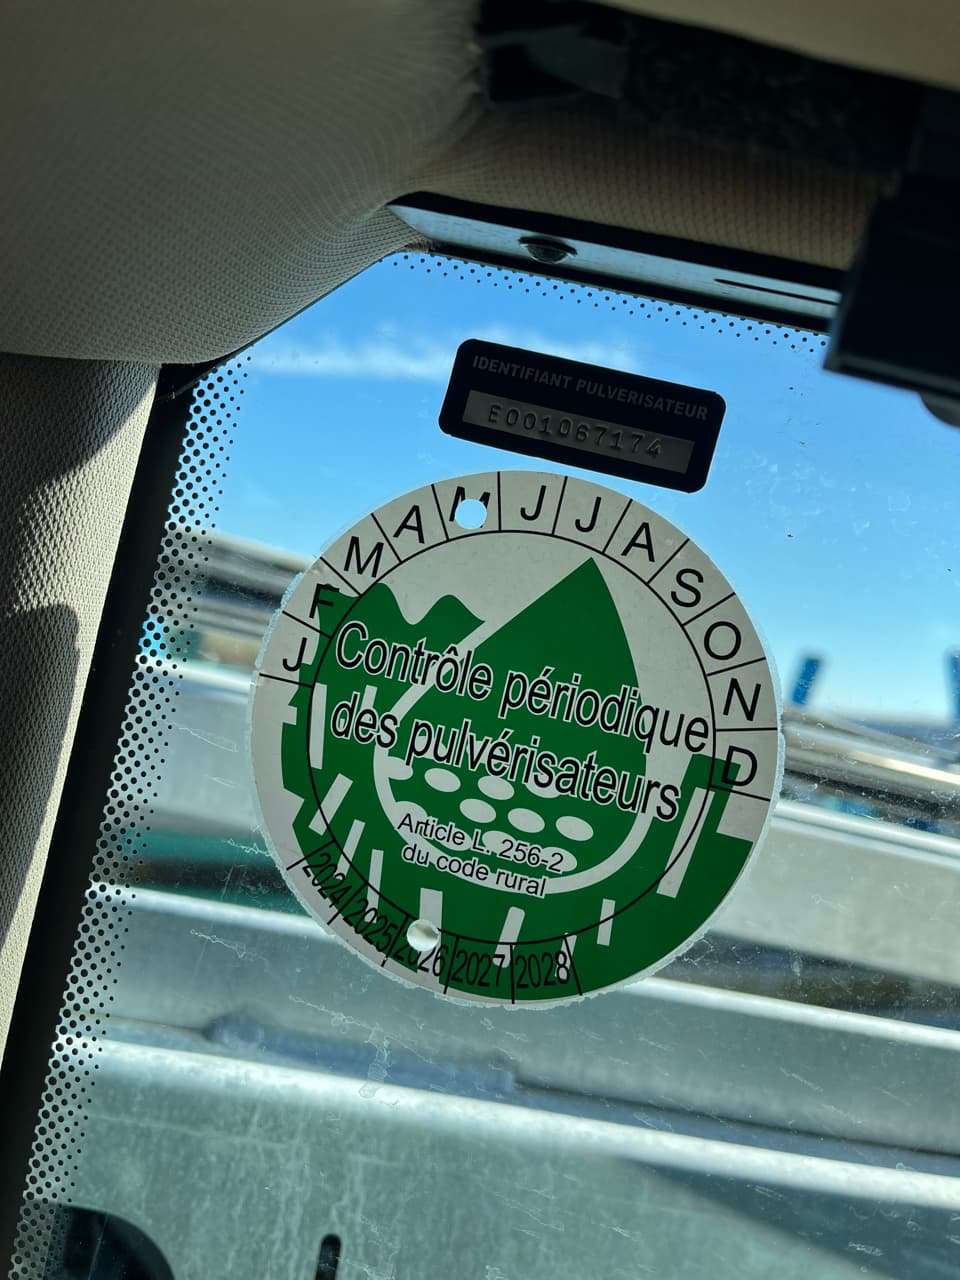 IDENTIFIANT PULVERISATEUR
E001067174
J F M A M J J A S O N D
Contrôle périodique
des pulvérisateurs
Article L. 256-2
du code rural
2024 2025 2026 2027 2028